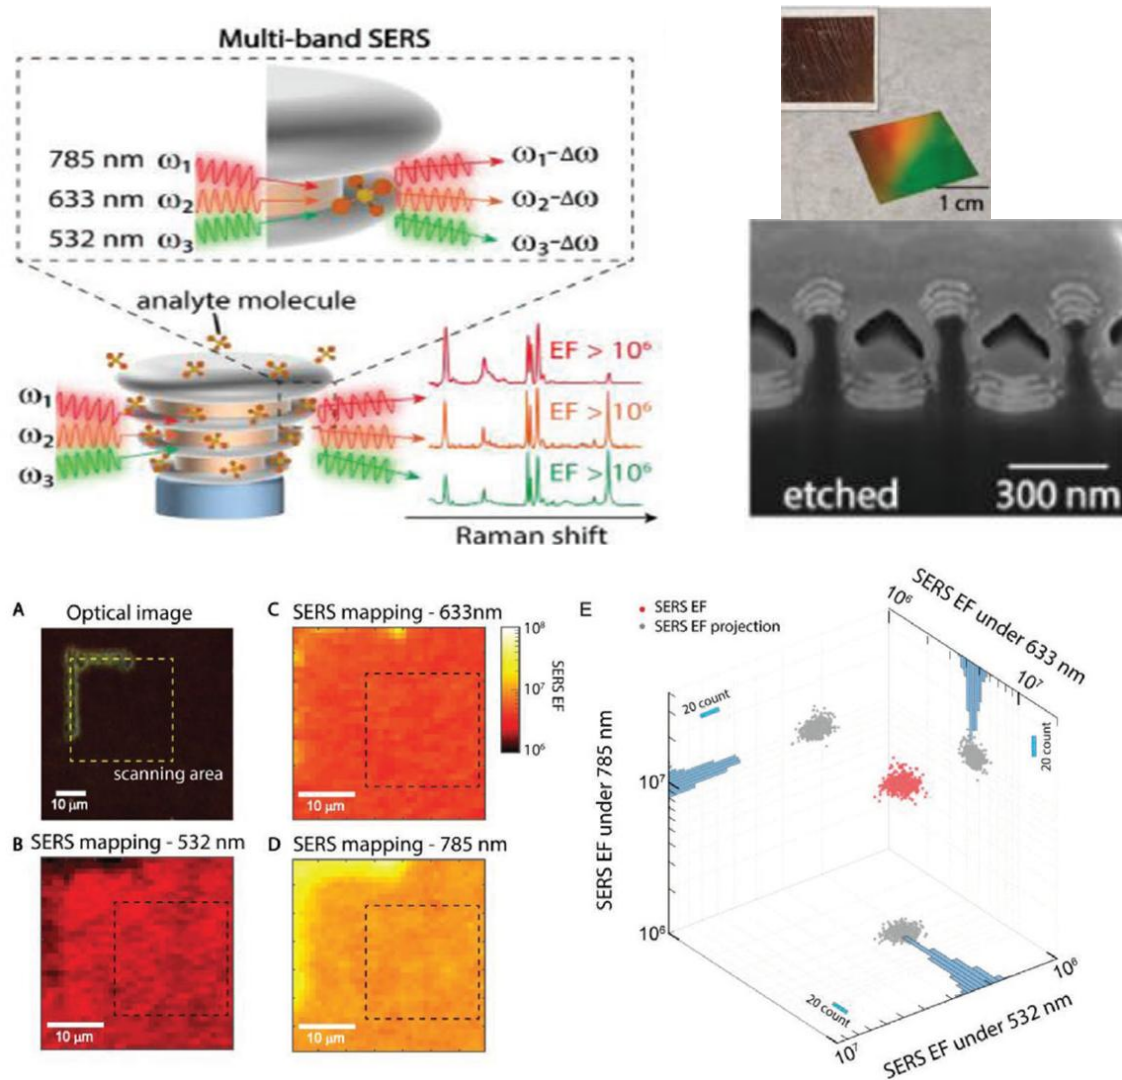 Multi-band SERS
785 nm ω1
633 nm ω2
532 nm ω3
ω1-Δω
ω2-Δω
ω3-Δω
analyte molecule
ω1
ω2
ω3
EF > 10⁶
EF > 10⁶
EF > 10⁶
Raman shift
1 cm
etched
300 nm
A
Optical image
scanning area
10 μm
B
SERS mapping - 532 nm
10 μm
C
SERS mapping - 633nm
10 μm
10⁸
10⁷
10⁶
SERS EF
D
SERS mapping - 785 nm
10 μm
E
SERS EF
SERS EF projection
SERS EF under 633 nm
10⁶
10⁷
20 count
20 count
SERS EF under 785 nm
10⁷
10⁶
20 count
10⁷
10⁶
SERS EF under 532 nm